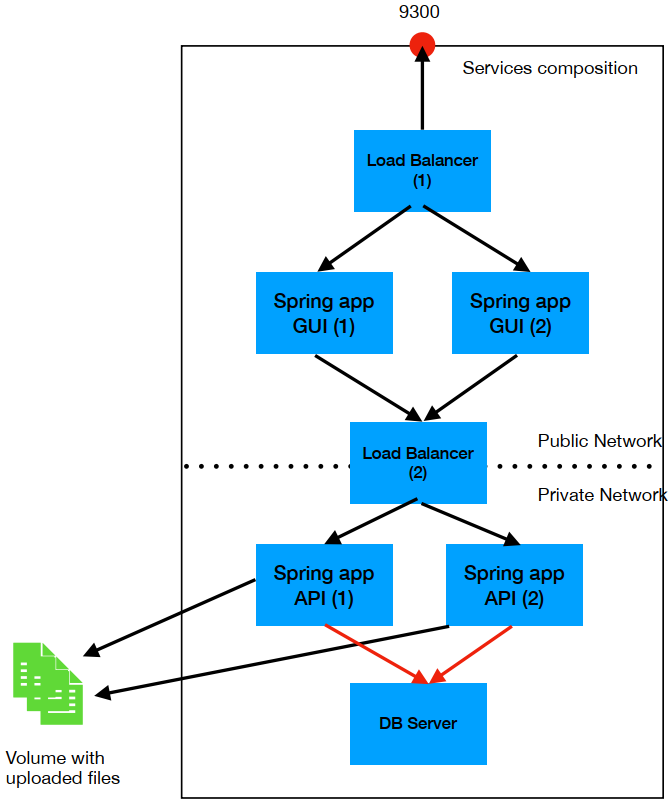 9300
Services composition
Load Balancer
(1)
Spring app
GUI (1)
Spring app
GUI (2)
Load Balancer
(2)
Public Network
Private Network
Spring app
API (1)
Spring app
API (2)
DB Server
Volume with
uploaded files